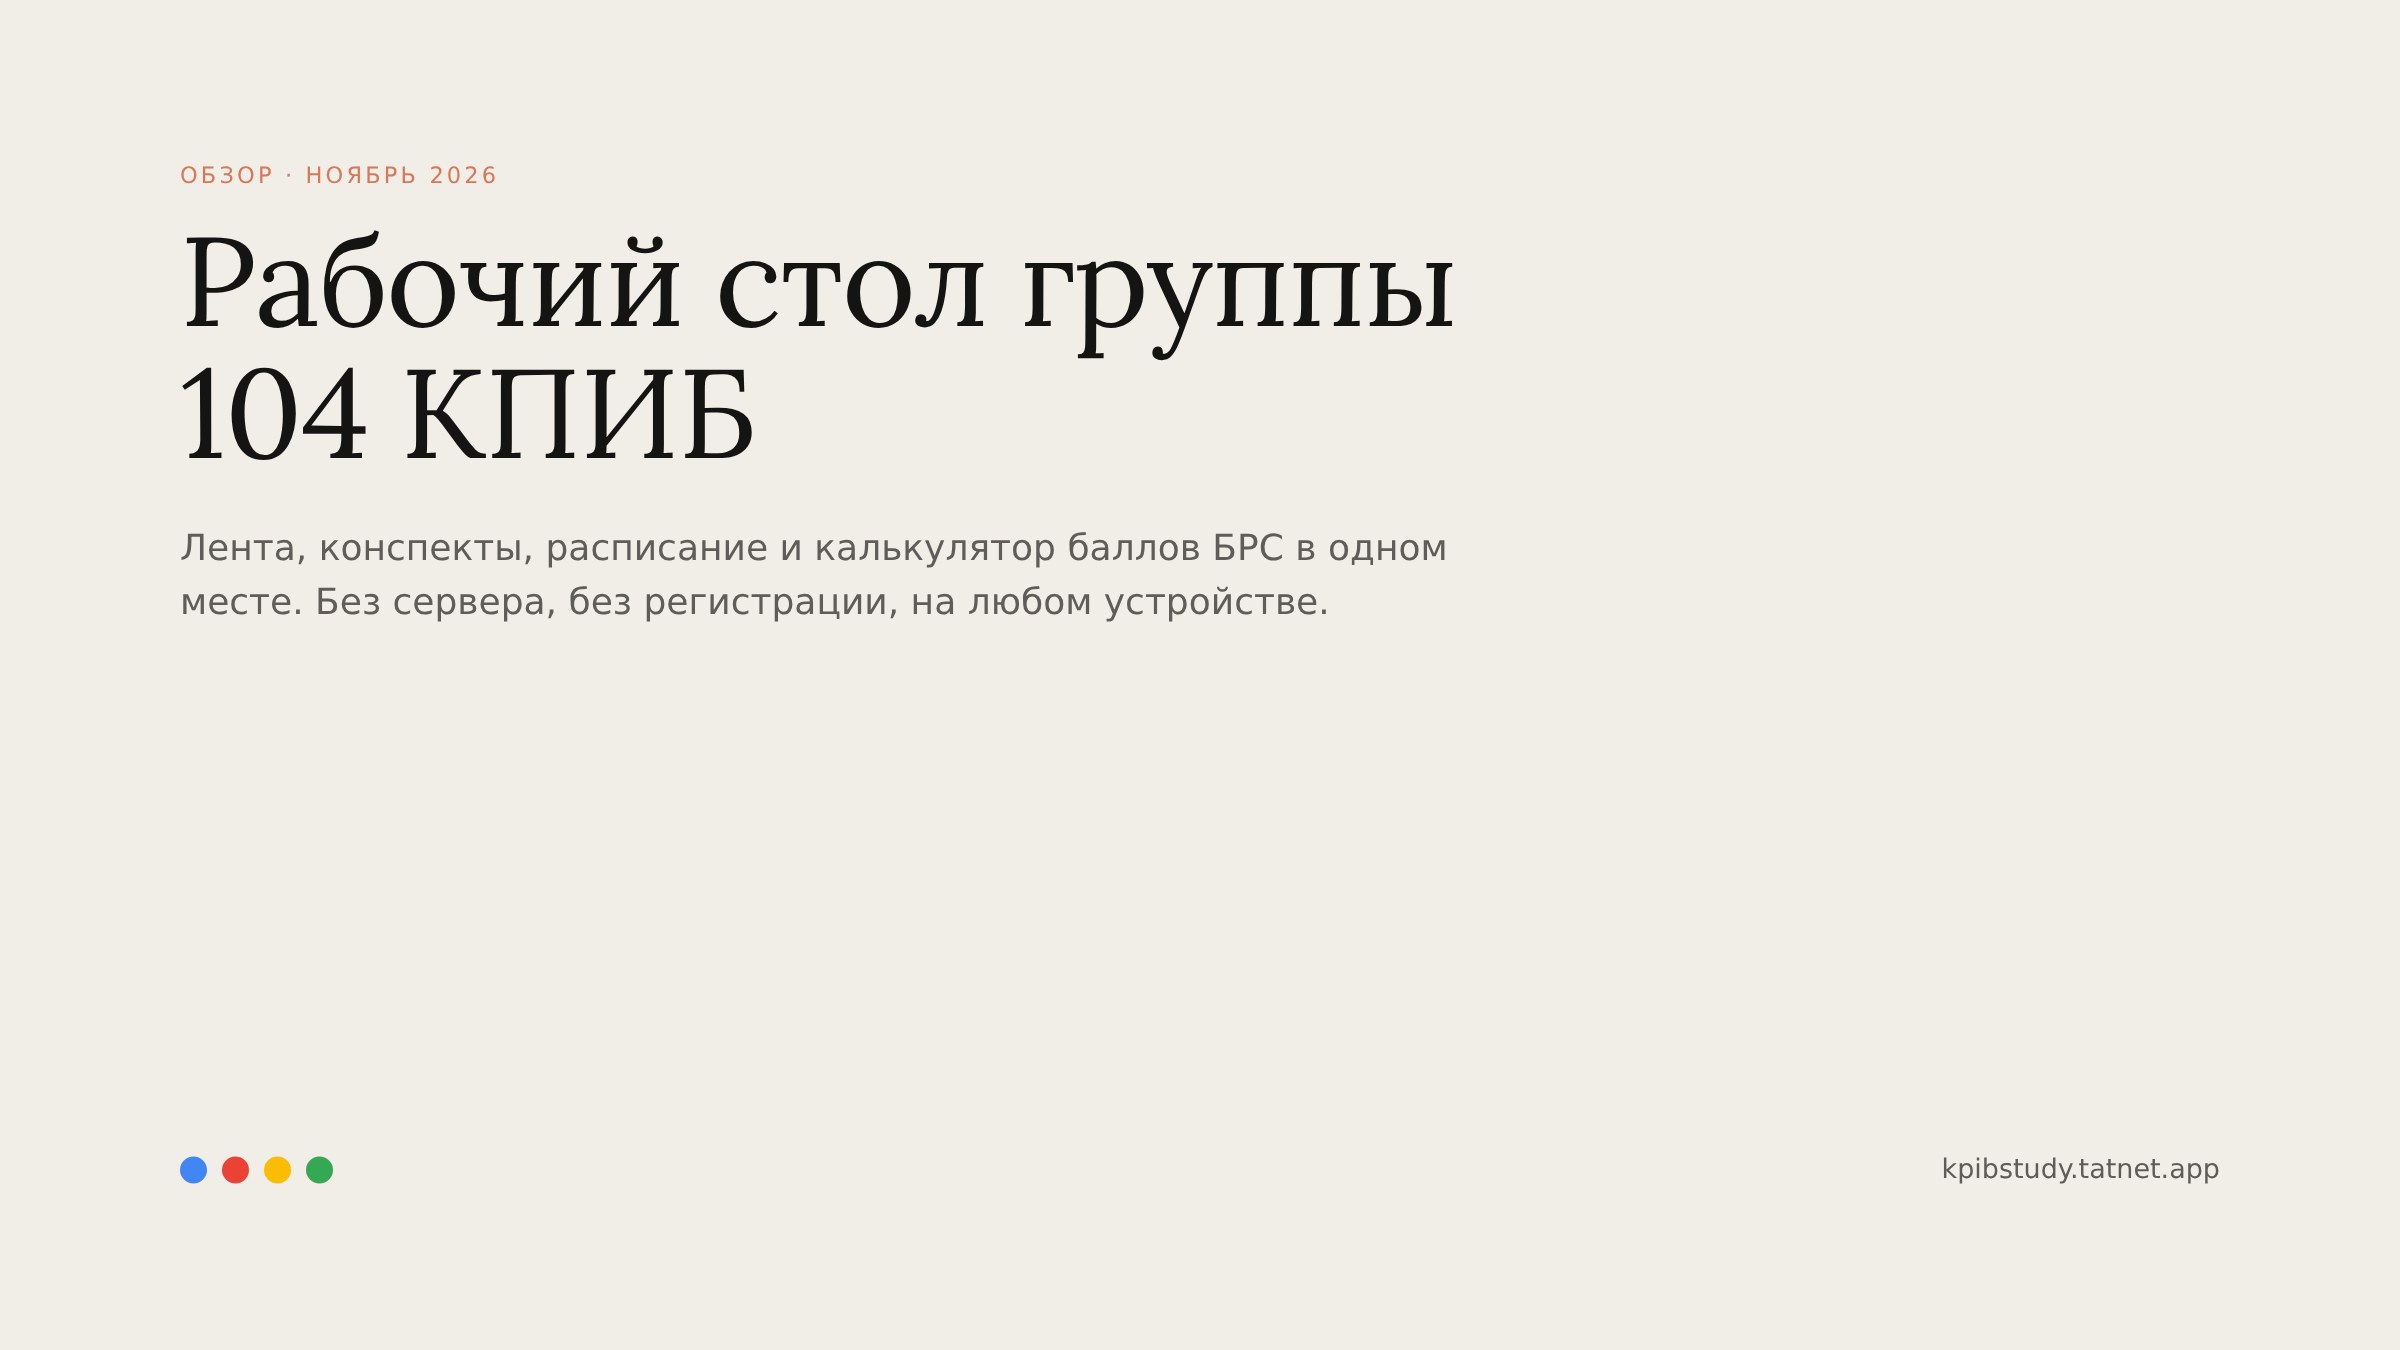 ОБЗОР · НОЯБРЬ 2026
Рабочий стол группы
104 КПИБ
Лента, конспекты, расписание и калькулятор баллов БРС в одном
месте. Без сервера, без регистрации, на любом устройстве.
kpibstudy.tatnet.app